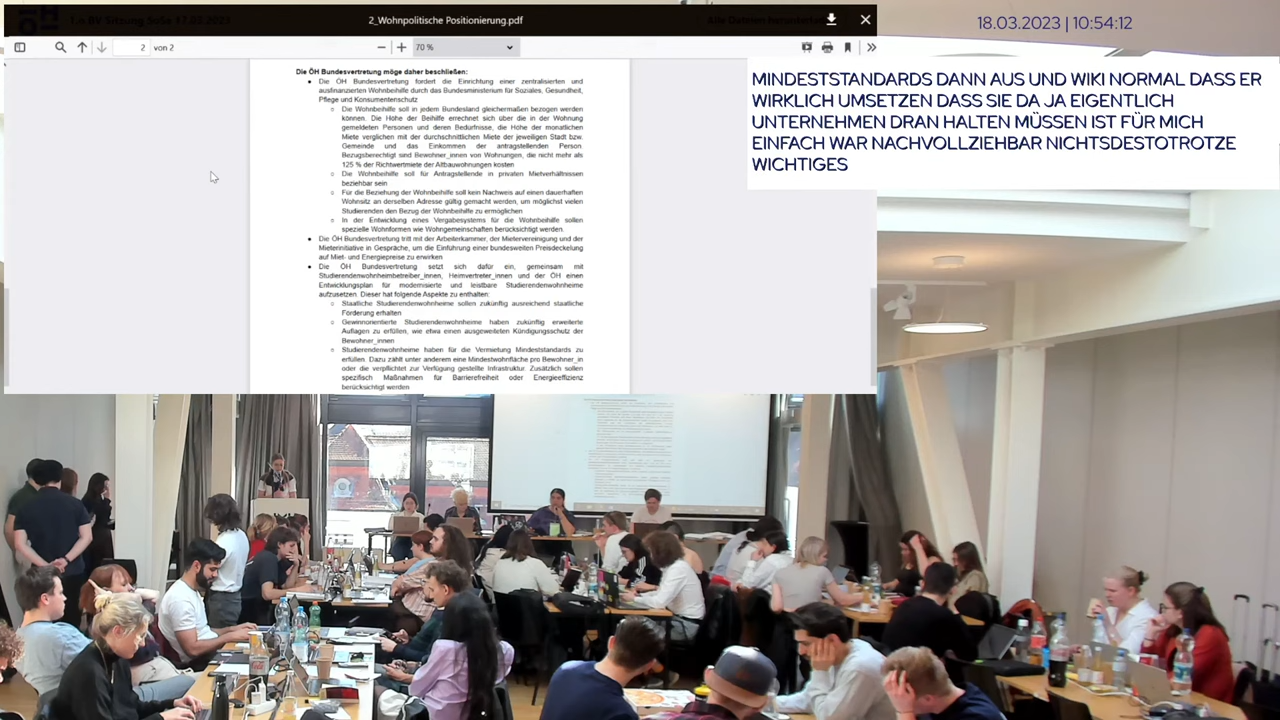 1.o BV-Sitzung SoSe 17.03.2023
2_Wohnpolitische Positionierung.pdf
18.03.2023 | 10:54:12
2 von 2
70 %
MINDESTSTANDARDS DANN AUS UND WIKI NORMAL DASS ER
WIRKLICH UMSETZEN DASS SIE DA JA EIGENTLICH
UNTERNEHMEN DRAN HALTEN MÜSSEN IST FÜR MICH
EINFACH WAR NACHVOLLZIEHBAR NICHTSDESTOTROTZE
WICHTIGES
Die ÖH Bundesvertretung möge daher beschließen:
Die ÖH Bundesvertretung fordert die Einrichtung einer zentralisierten und
ausfinanzierten Wohnbeihilfe durch das Bundesministerium für Soziales, Gesundheit,
Pflege und Konsumentenschutz
Die Wohnbeihilfe soll in jedem Bundesland gleichermaßen bezogen werden
können. Die Höhe der Beihilfe errechnet sich über die in der Wohnung
gemeldeten Personen und deren Bedürfnisse, die Höhe der monatlichen
Miete verglichen mit der durchschnittlichen Miete der jeweiligen Stadt bzw.
Gemeinde und das Einkommen der antragstellenden Person.
Bezugsberechtigt sind Bewohner_innen von Wohnungen, die nicht mehr als
125 % der Richtwertmiete der Altbauwohnungen kosten
Die Wohnbeihilfe soll für Antragstellende in privaten Mietverhältnissen
beziehbar sein
Für die Beziehung der Wohnbeihilfe soll kein Nachweis auf einen dauerhaften
Wohnsitz an derselben Adresse gültig gemacht werden, um möglichst vielen
Studierenden den Bezug der Wohnbeihilfe zu ermöglichen
In der Entwicklung eines Vergabesystems für die Wohnbeihilfe sollen
spezielle Wohnformen wie Wohngemeinschaften berücksichtigt werden.
Die ÖH Bundesvertretung tritt mit der Arbeiterkammer, der Mietervereinigung und der
Mieterinitiative in Gespräche, um die Einführung einer bundesweiten Preisdeckelung
auf Miet- und Energiepreise zu erwirken
Die ÖH Bundesvertretung setzt sich dafür ein, gemeinsam mit
Studierendenwohnheimbetreiber_innen, Heimvertreter_innen und der ÖH einen
Entwicklungsplan für modernisierte und leistbare Studierendenwohnheime
aufzusetzen. Dieser hat folgende Aspekte zu enthalten:
Staatliche Studierendenwohnheime sollen zukünftig ausreichend staatliche
Förderung erhalten
Gewinnorientierte Studierendenwohnheime haben zukünftig erweiterte
Auflagen zu erfüllen, wie etwa einen ausgeweiteten Kündigungsschutz der
Bewohner_innen
Studierendenwohnheime haben für die Vermietung Mindeststandards zu
erfüllen. Dazu zählt unter anderem eine Mindestwohnfläche pro Bewohner_in
oder die verpflichtet zur Verfügung gestellte Infrastruktur. Zusätzlich sollen
spezifisch Maßnahmen für Barrierefreiheit oder Energieeffizienz
berücksichtigt werden